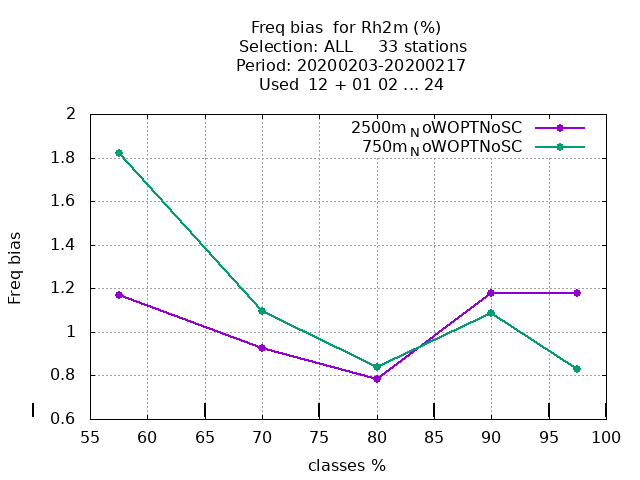 Freq bias for Rh2m (%)
Selection: ALL 33 stations
Period: 20200203-20200217
Used 12 + 01 02 ... 24
2500m_NoWOPTNoSC
750m_NoWOPTNoSC
2
1.8
1.6
1.4
1.2
1
0.8
0.6
Freq bias
55 60 65 70 75 80 85 90 95 100
classes %